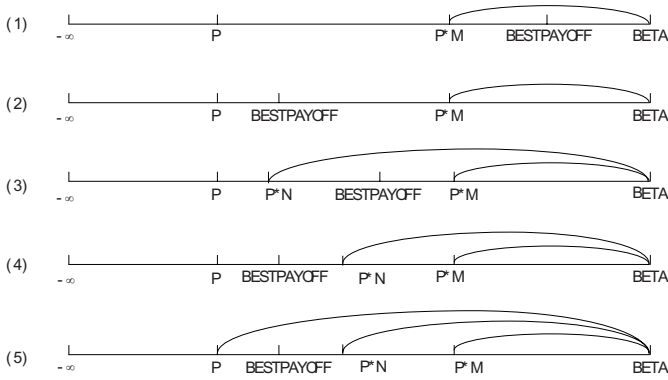 (1)
- ∞ P P* M BESTPAYOFF BETA
(2)
- ∞ P BESTPAYOFF P* M BETA
(3)
- ∞ P P* N BESTPAYOFF P* M BETA
(4)
- ∞ P BESTPAYOFF P* N P* M BETA
(5)
- ∞ P BESTPAYOFF P* N P* M BETA